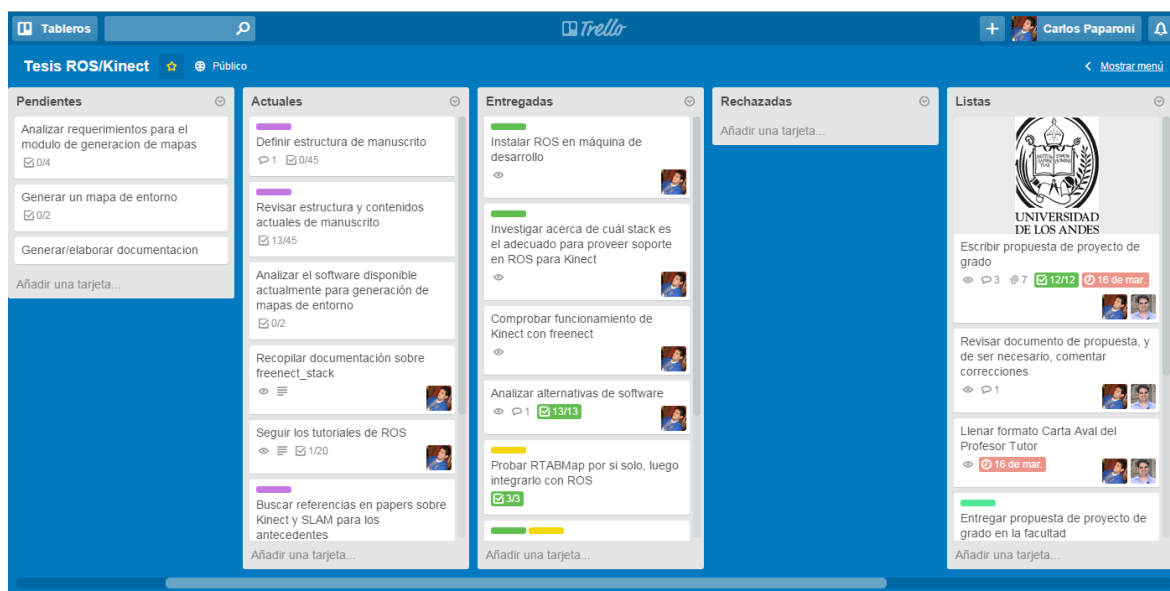 Tableros
Trello
Carlos Paparoni
Tesis ROS/Kinect
Público
Mostrar menú
Pendientes
Analizar requerimientos para el
modulo de generacion de mapas
0/4
Generar un mapa de entorno
0/2
Generar/elaborar documentacion
Añadir una tarjeta...
Actuales
Definir estructura de manuscrito
1 0/45
Revisar estructura y contenidos
actuales de manuscrito
13/45
Analizar el software disponible
actualmente para generación de
mapas de entorno
0/2
Recopilar documentación sobre
freenect_stack
Seguir los tutoriales de ROS
1/20
Buscar referencias en papers sobre
Kinect y SLAM para los
antecedentes
Añadir una tarjeta...
Entregadas
Instalar ROS en máquina de
desarrollo
Investigar acerca de cuál stack es
el adecuado para proveer soporte
en ROS para Kinect
Comprobar funcionamiento de
Kinect con freenect
Analizar alternativas de software
1 13/13
Probar RTABMap por si solo, luego
integrarlo con ROS
3/3
Añadir una tarjeta...
Rechazadas
Añadir una tarjeta...
Listas
UNIVERSIDAD
DE LOS ANDES
Escribir propuesta de proyecto de
grado
3 7 12/12 16 de mar.
Revisar documento de propuesta, y
de ser necesario, comentar
correcciones
1
Llenar formato Carta Aval del
Profesor Tutor
16 de mar.
Entregar propuesta de proyecto de
grado en la facultad
Añadir una tarjeta...